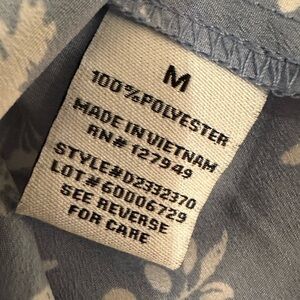 M
100%POLYESTER
MADE IN VIETNAM
RN# 127949
STYLE#D2332370
LOT#60006729
SEE REVERSE
FOR CARE